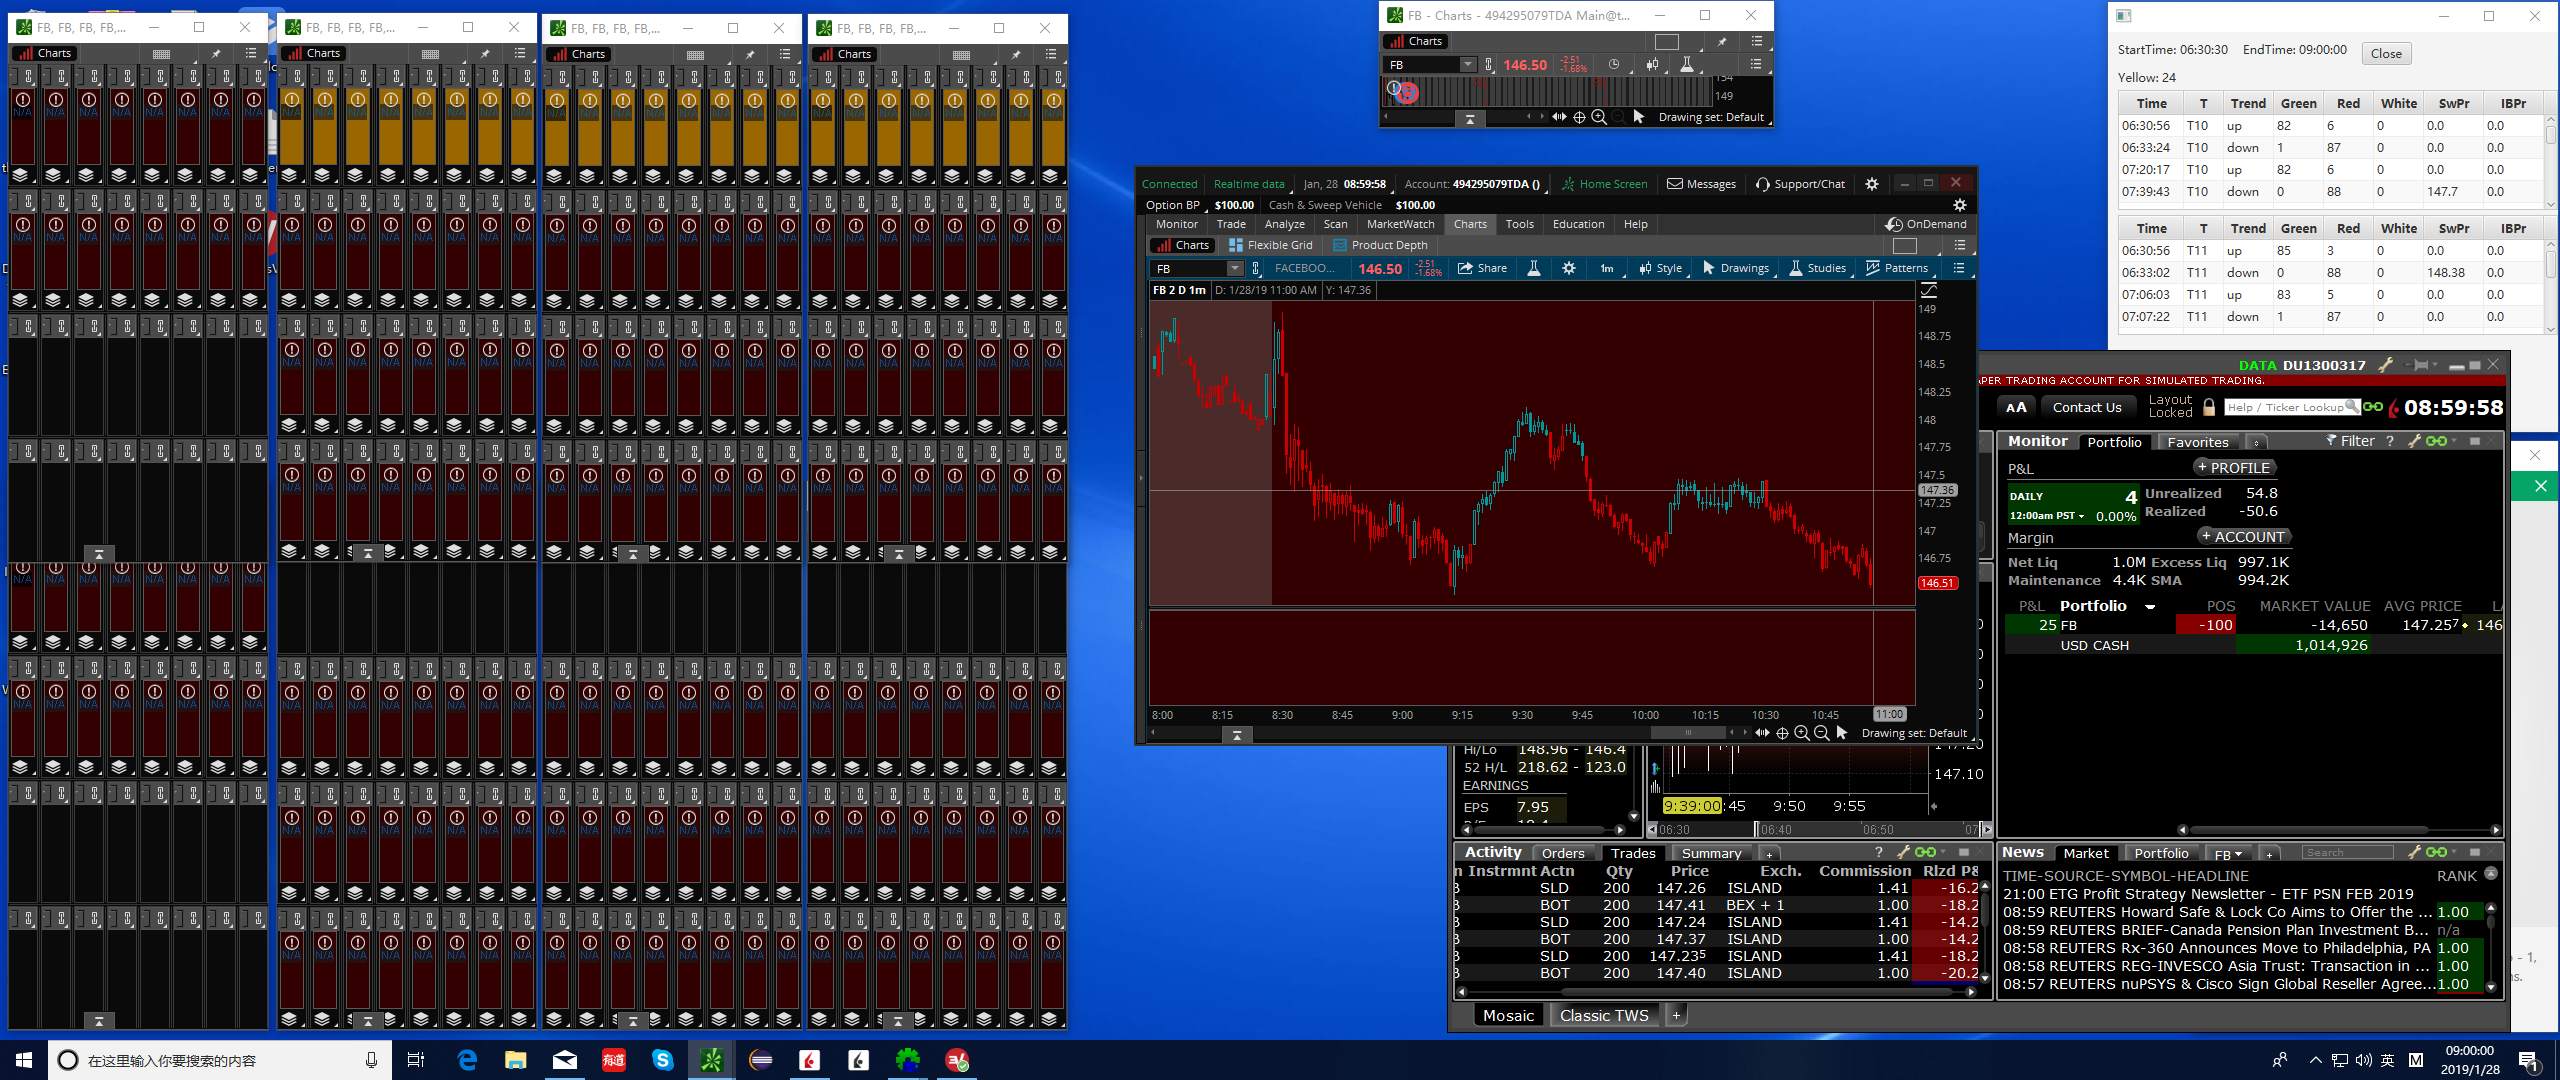 FB, FB, FB, FB,...
FB, FB, FB, FB,...
FB, FB, FB, FB,...
FB, FB, FB, FB,...
Charts
Charts
Charts
Charts
N/A
FB - Charts - 494295079TDA Main@t...
Charts
FB
146.50
-2.51
-1.68%
154
149
Drawing set: Default
StartTime: 06:30:30 EndTime: 09:00:00 Close
Yellow: 24
Time T Trend Green Red White SwPr IBPr
06:30:56 T10 up 82 6 0 0.0 0.0
06:33:24 T10 down 1 87 0 0.0 0.0
07:20:17 T10 up 82 6 0 0.0 0.0
07:39:43 T10 down 0 88 0 147.7 0.0
Time T Trend Green Red White SwPr IBPr
06:30:56 T11 up 85 3 0 0.0 0.0
06:33:02 T11 down 0 88 0 148.38 0.0
07:06:03 T11 up 83 5 0 0.0 0.0
07:07:22 T11 down 1 87 0 0.0 0.0
Connected Realtime data Jan, 28 08:59:58 Account: 494295079TDA () Home Screen Messages Support/Chat
Option BP $100.00 Cash & Sweep Vehicle $100.00
Monitor Trade Analyze Scan MarketWatch Charts Tools Education Help OnDemand
Charts Flexible Grid Product Depth
FB FACEBOO... 146.50 -2.51 -1.68% Share 1m Style Drawings Studies Patterns
FB 2 D 1m D: 1/28/19 11:00 AM Y: 147.36
149
148.75
148.5
148.25
148
147.75
147.5
147.36
147.25
147
146.75
146.51
8:00 8:15 8:30 8:45 9:00 9:15 9:30 9:45 10:00 10:15 10:30 10:45 11:00
Drawing set: Default
DATA DU1300317
APER TRADING ACCOUNT FOR SIMULATED TRADING.
AA Contact Us Layout Locked Help / Ticker Lookup 08:59:58
Monitor Portfolio Favorites + Filter ?
P&L + PROFILE
DAILY 4 Unrealized 54.8
12:00am PST 0.00% Realized -50.6
Margin + ACCOUNT
Net Liq 1.0M Excess Liq 997.1K
Maintenance 4.4K SMA 994.2K
P&L Portfolio POS MARKET VALUE AVG PRICE LA
25 FB -100 -14,650 147.25⁷ 146
USD CASH 1,014,926
Hi/Lo 148.96 - 146.4
52 H/L 218.62 - 123.0
EARNINGS
EPS 7.95
147.20
147.10
9:39:00 :45 9:50 9:55
06:30 06:40 06:50 07
Activity Orders Trades Summary + ?
Instrmnt Actn Qty Price Exch. Commission Rlzd P&
SLD 200 147.26 ISLAND 1.41 -16.2
BOT 200 147.41 BEX + 1 1.00 -18.2
SLD 200 147.24 ISLAND 1.41 -14.2
BOT 200 147.37 ISLAND 1.00 -14.2
SLD 200 147.23⁵ ISLAND 1.41 -18.2
BOT 200 147.40 ISLAND 1.00 -20.2
News Market Portfolio FB + Search
TIME-SOURCE-SYMBOL-HEADLINE RANK
21:00 ETG Profit Strategy Newsletter - ETF PSN FEB 2019
08:59 REUTERS Howard Safe & Lock Co Aims to Offer the ... 1.00
08:59 REUTERS BRIEF-Canada Pension Plan Investment B... n/a
08:58 REUTERS Rx-360 Announces Move to Philadelphia, PA 1.00
08:58 REUTERS REG-INVESCO Asia Trust: Transaction in ... 1.00
08:57 REUTERS nuPSYS & Cisco Sign Global Reseller Agree... 1.00
Mosaic Classic TWS +
在这里输入你要搜索的内容
有道
英 M
09:00:00
2019/1/28